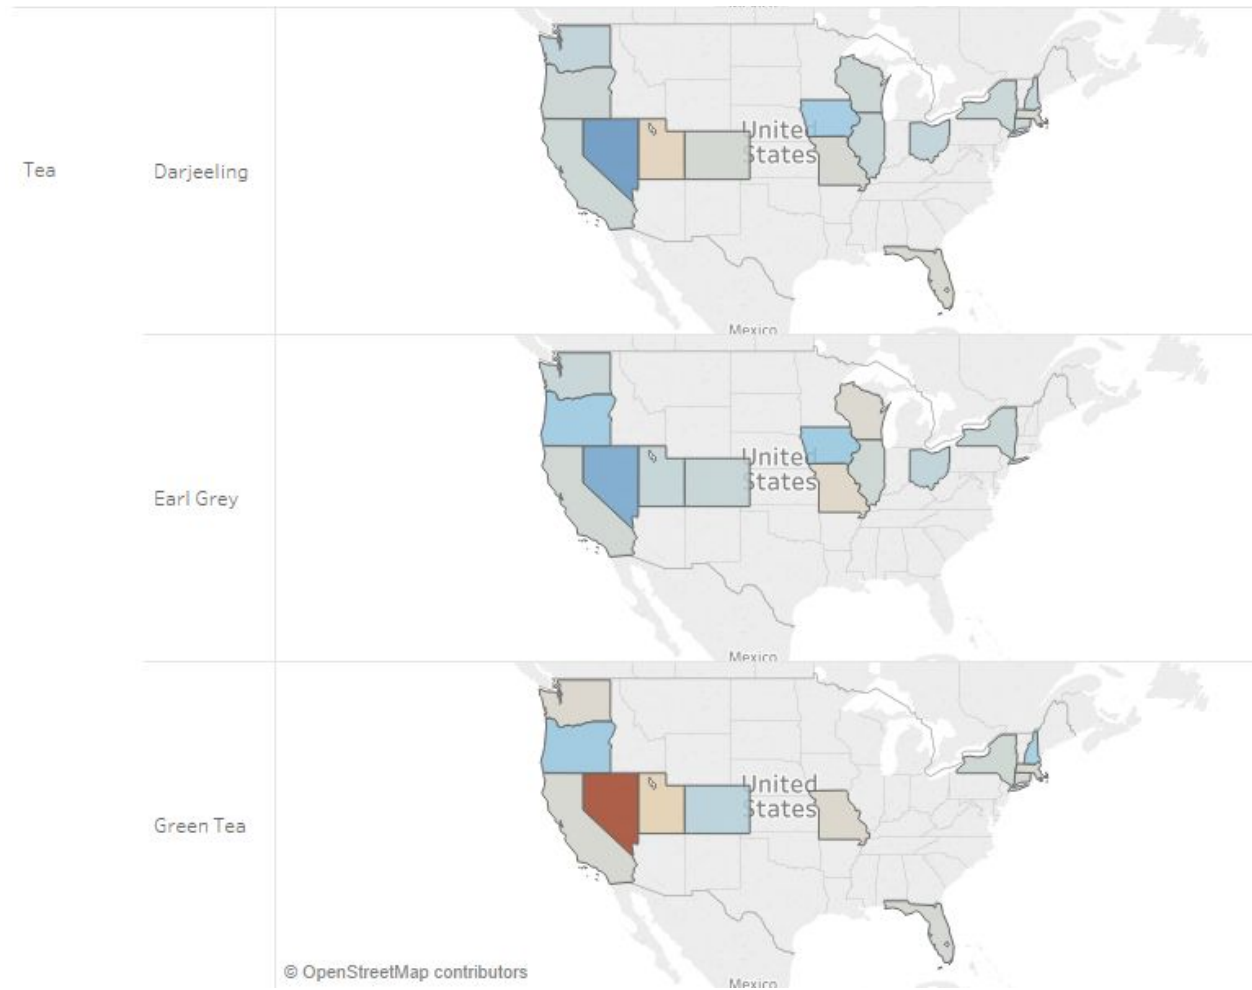 Tea
Darjeeling
United
States
Mexico
Earl Grey
United
States
Mexico
Green Tea
United
States
© OpenStreetMap contributors
Mexico